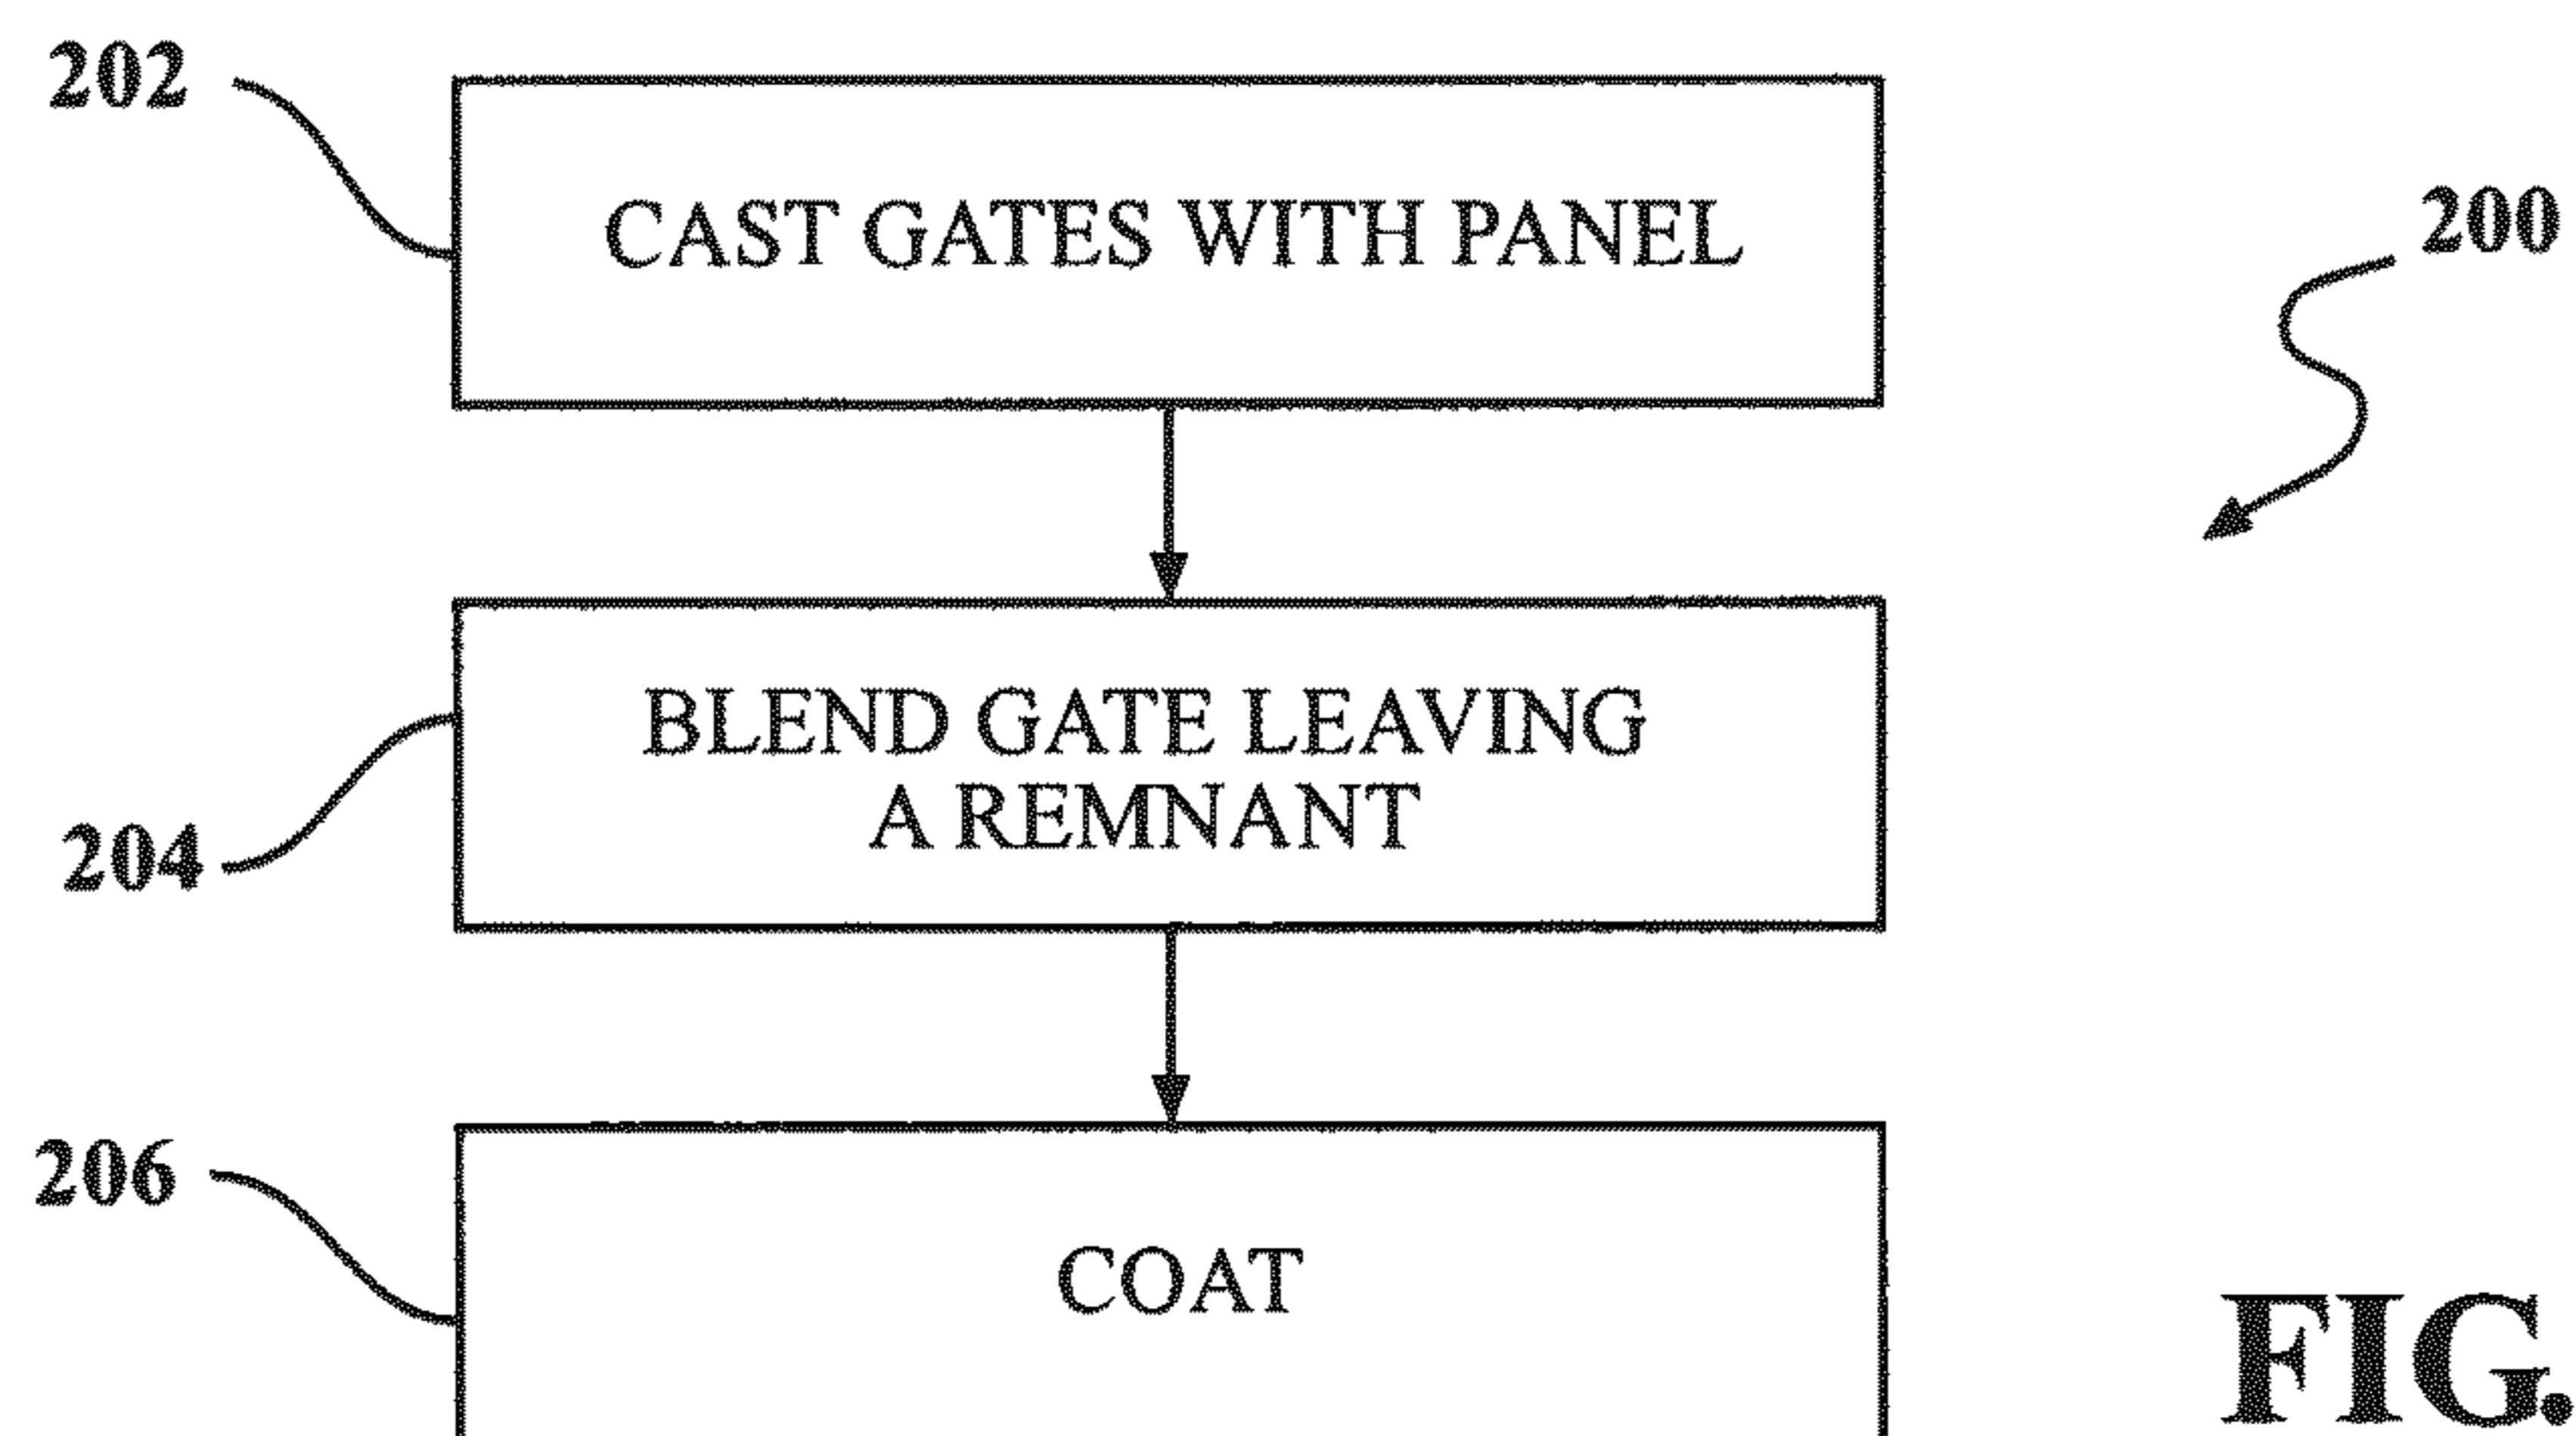 202
CAST GATES WITH PANEL
200
BLEND GATE LEAVING
A REMNANT
204
206
COAT
FIG.